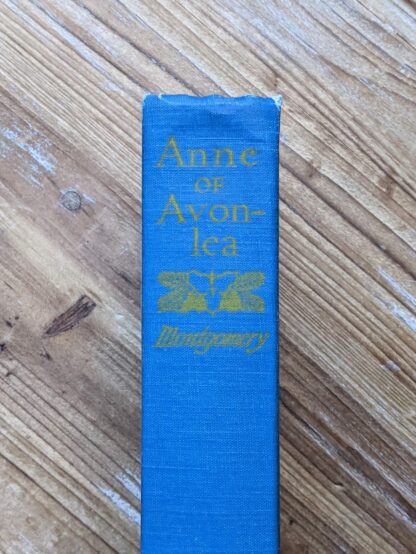 Anne
OF
Avon-
lea
Montgomery